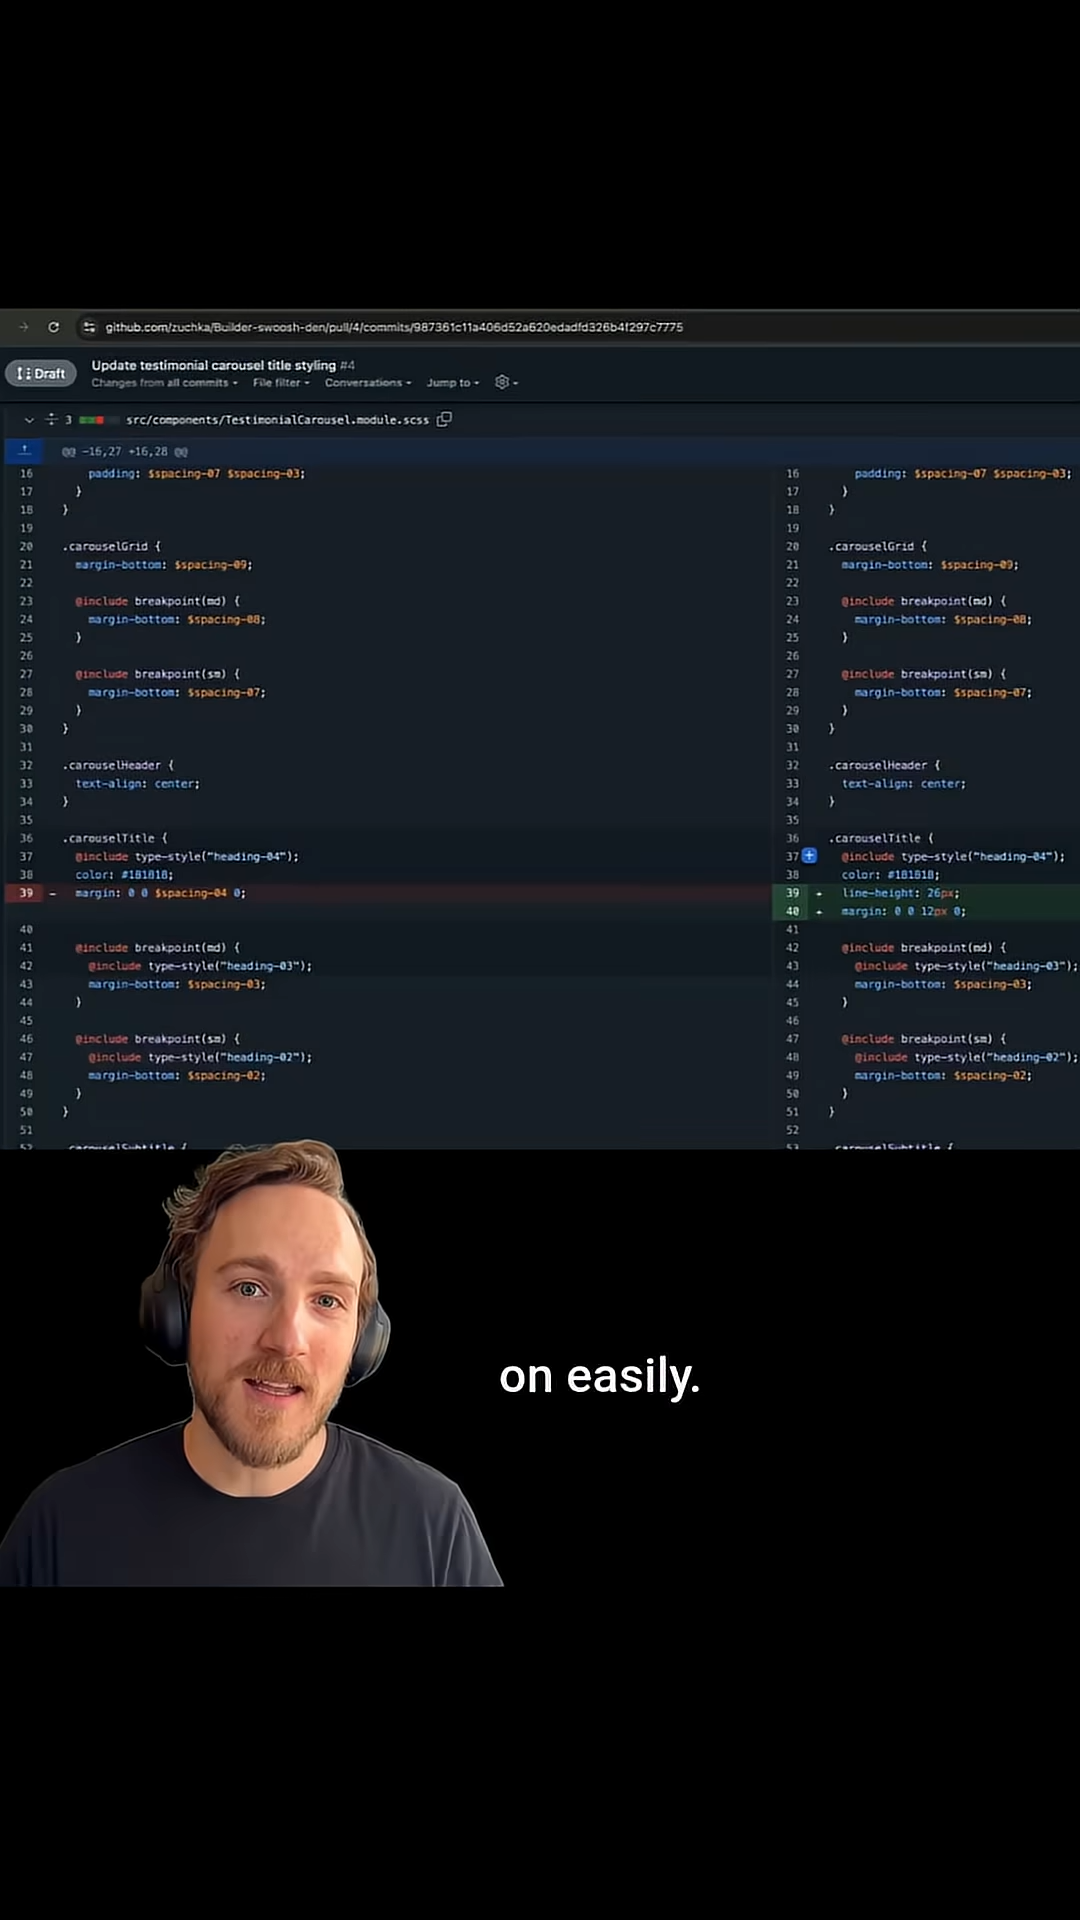 github.com/zuchka/Builder-swoosh-den/pull/4/commits/987361c11a406d52a620edadfd326b4f297c7775
Draft
Update testimonial carousel title styling #4
Changes from all commits File filter Conversations Jump to
3 src/components/TestimonialCarousel.module.scss
@@ -16,27 +16,28 @@
16 padding: $spacing-07 $spacing-03;
17 }
18 }
19
20 .carouselGrid {
21 margin-bottom: $spacing-09;
22
23 @include breakpoint(md) {
24 margin-bottom: $spacing-08;
25 }
26
27 @include breakpoint(sm) {
28 margin-bottom: $spacing-07;
29 }
30 }
31
32 .carouselHeader {
33 text-align: center;
34 }
35
36 .carouselTitle {
37 @include type-style("heading-04");
38 color: #181818;
39 - margin: 0 0 $spacing-04 0;
40
41 @include breakpoint(md) {
42 @include type-style("heading-03");
43 margin-bottom: $spacing-03;
44 }
45
46 @include breakpoint(sm) {
47 @include type-style("heading-02");
48 margin-bottom: $spacing-02;
49 }
50 }
51
52 .carouselSubtitle {
16 padding: $spacing-07 $spacing-03;
17 }
18 }
19
20 .carouselGrid {
21 margin-bottom: $spacing-09;
22
23 @include breakpoint(md) {
24 margin-bottom: $spacing-08;
25 }
26
27 @include breakpoint(sm) {
28 margin-bottom: $spacing-07;
29 }
30 }
31
32 .carouselHeader {
33 text-align: center;
34 }
35
36 .carouselTitle {
37 @include type-style("heading-04");
38 color: #181818;
39 + line-height: 26px;
40 + margin: 0 0 12px 0;
41
42 @include breakpoint(md) {
43 @include type-style("heading-03");
44 margin-bottom: $spacing-03;
45 }
46
47 @include breakpoint(sm) {
48 @include type-style("heading-02");
49 margin-bottom: $spacing-02;
50 }
51 }
52
53 .carouselSubtitle {
on easily.